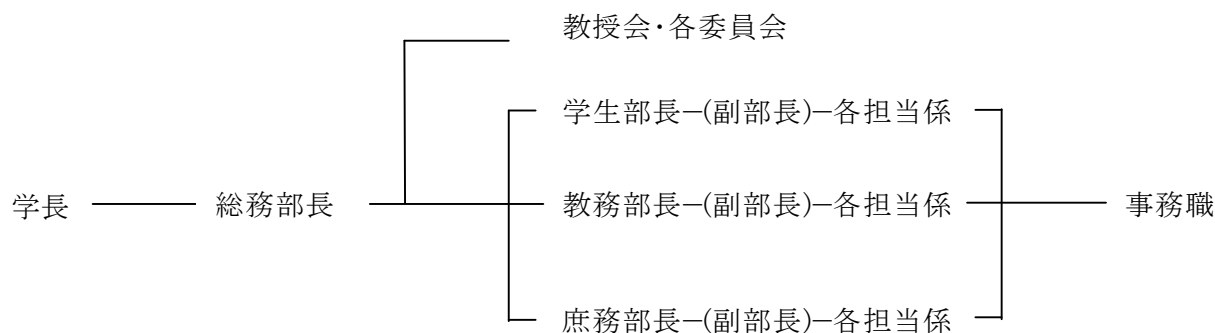 教授会・各委員会
学生部長−(副部長)−各担当係
学長
総務部長
教務部長−(副部長)−各担当係
事務職
庶務部長−(副部長)−各担当係